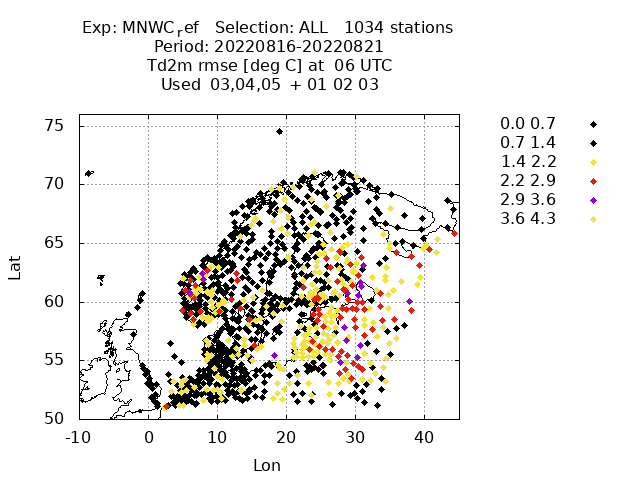 Exp: MNWC_ref   Selection: ALL   1034 stations
Period: 20220816-20220821
Td2m rmse [deg C] at  06 UTC
Used  03,04,05  + 01 02 03
75
70
65
60
55
50
Lat
-10 0 10 20 30 40
Lon
0.0 0.7
0.7 1.4
1.4 2.2
2.2 2.9
2.9 3.6
3.6 4.3